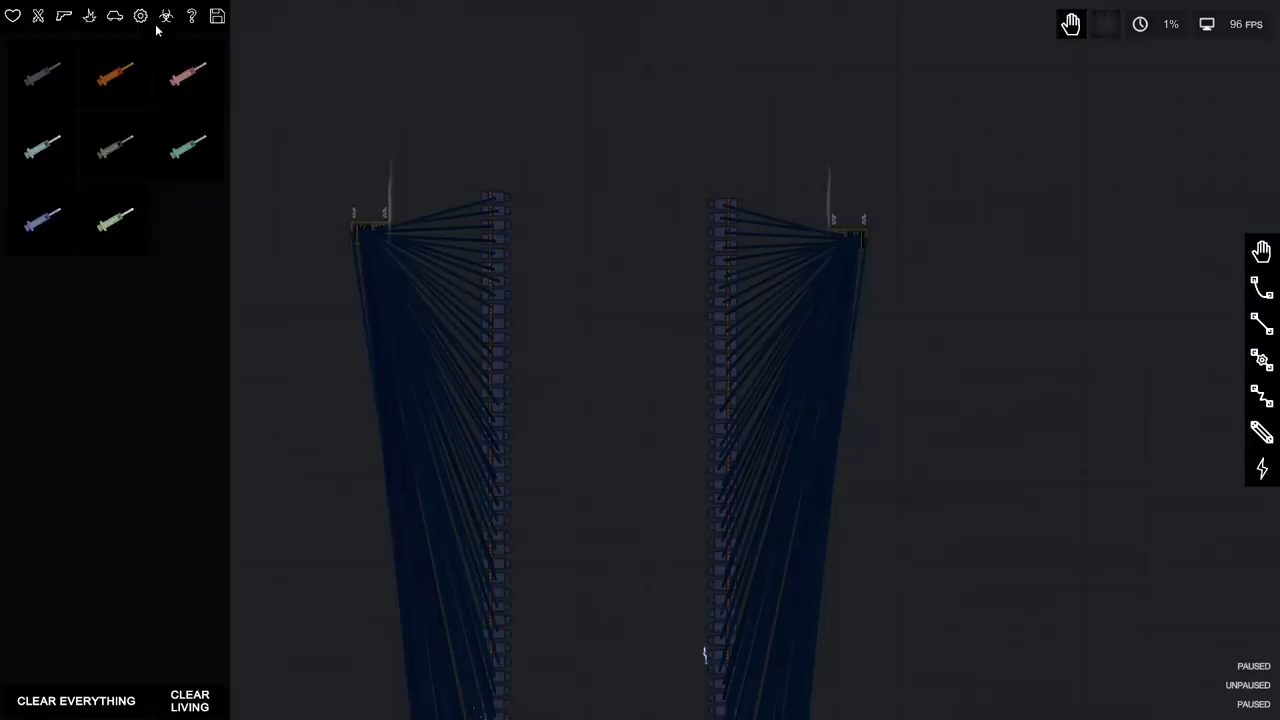 1%
96 FPS
PAUSED
UNPAUSED
PAUSED
CLEAR EVERYTHING
CLEAR
LIVING